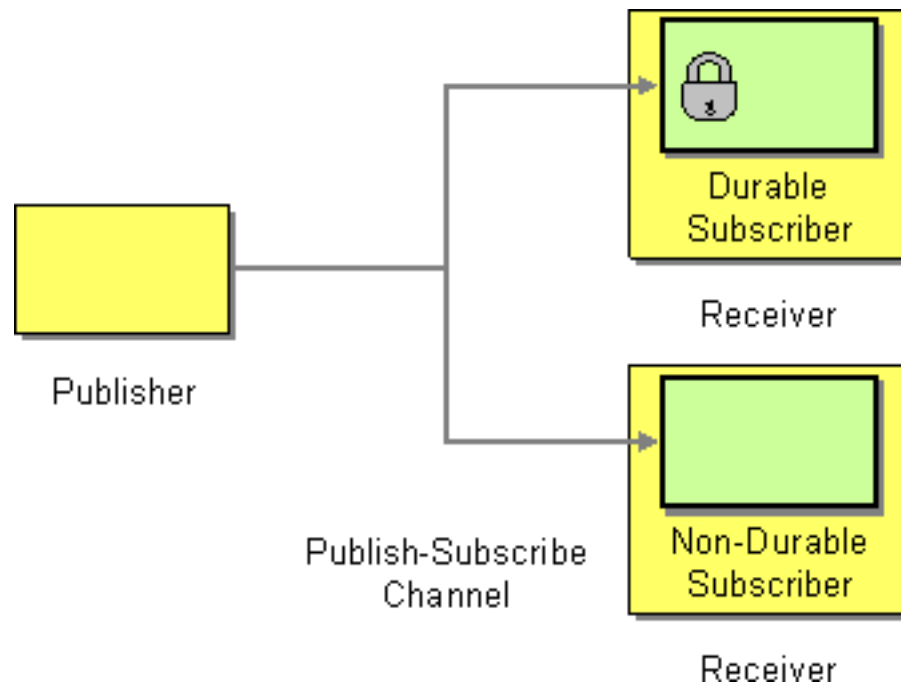 Durable
Subscriber
Receiver
Publisher
Publish-Subscribe
Channel
Non-Durable
Subscriber
Receiver